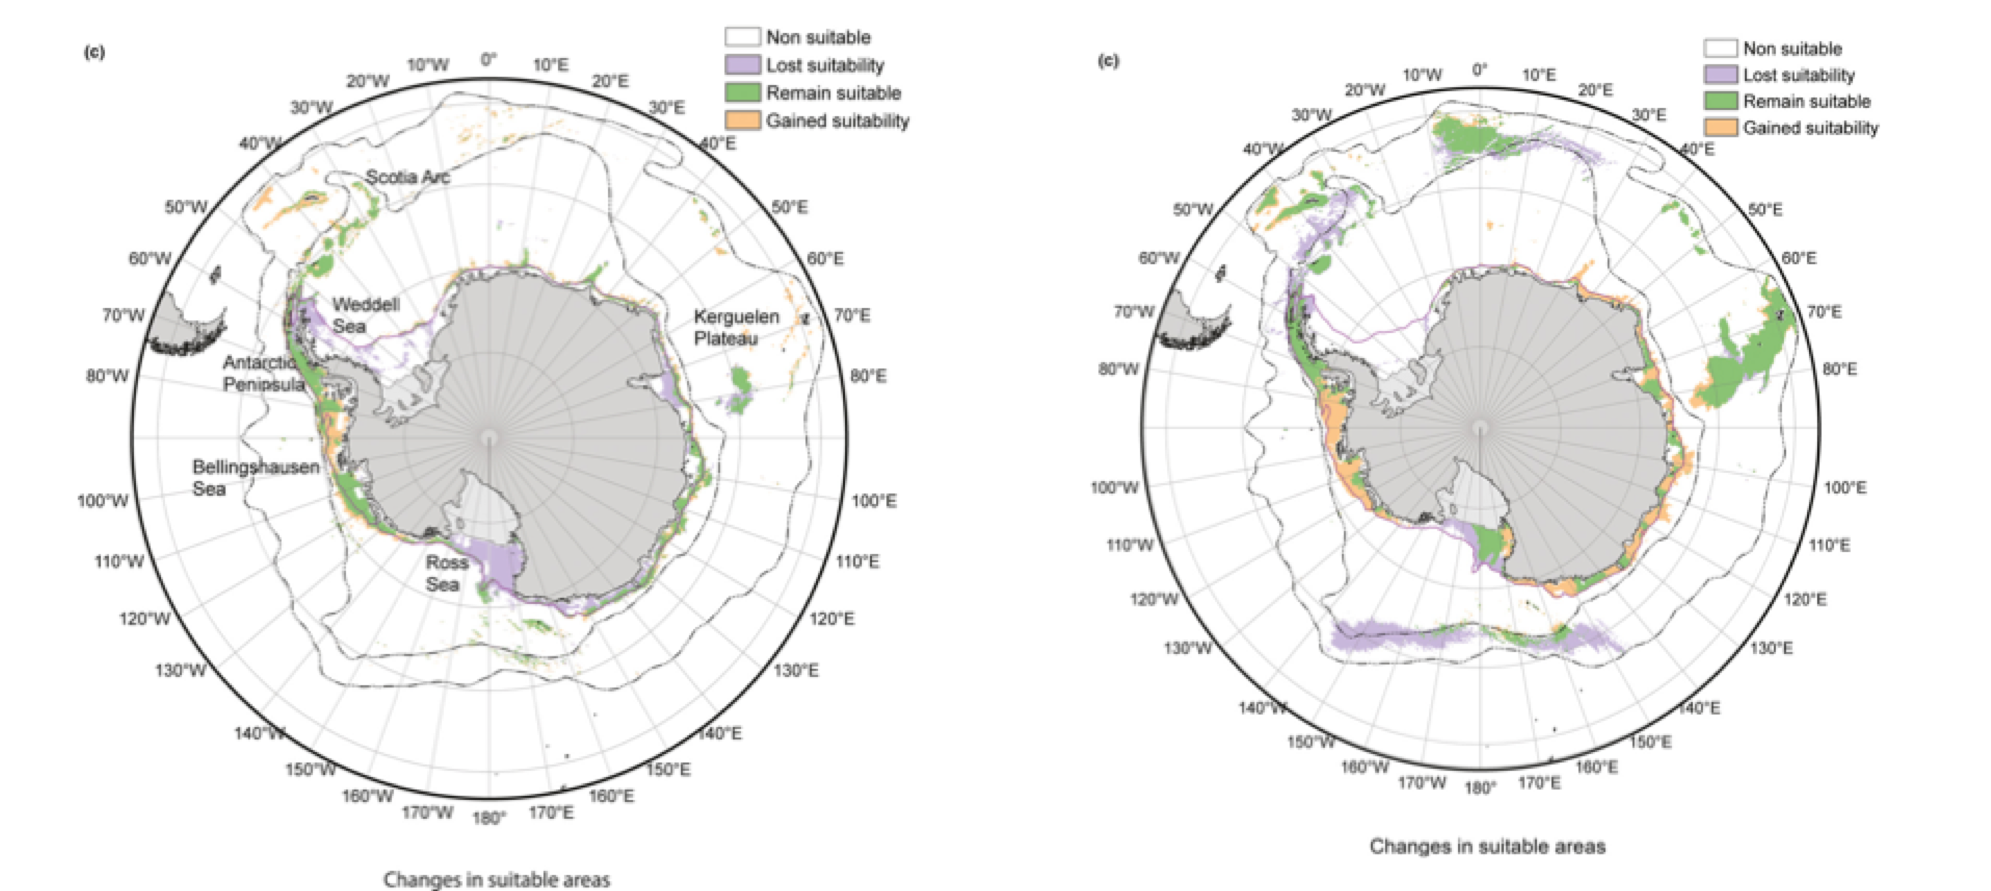 (c)
Non suitable
Lost suitability
Remain suitable
Gained suitability
0°
10°W
10°E
20°W
20°E
30°W
30°E
40°W
40°E
Scotia Arc
50°W
50°E
60°W
60°E
Weddell
Sea
70°W
Kerguelen
Plateau
70°E
Antarctic
Peninsula
80°W
80°E
Bellingshausen
Sea
100°W
100°E
Ross
Sea
110°W
110°E
120°W
120°E
130°W
130°E
140°W
140°E
150°W
150°E
160°W
160°E
170°W
180°
170°E
Changes in suitable areas
(c)
Non suitable
Lost suitability
Remain suitable
Gained suitability
0°
10°W
10°E
20°W
20°E
30°W
30°E
40°W
40°E
50°W
50°E
60°W
60°E
70°W
70°E
80°W
80°E
100°W
100°E
110°W
110°E
120°W
120°E
130°W
130°E
140°W
140°E
150°W
150°E
160°W
160°E
170°W
180°
170°E
Changes in suitable areas